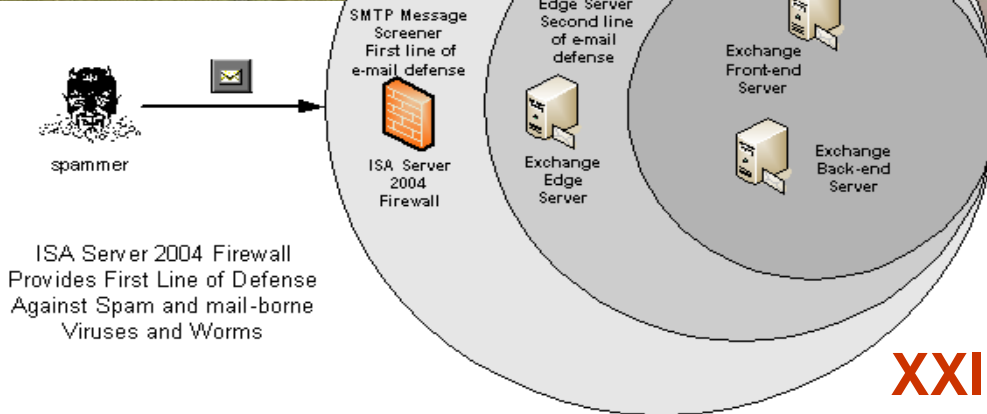 SMTP Message
Screener
First line of
e-mail defense
Edge Server
Second line
of e-mail
defense
Exchange
Front-end
Server
spammer
ISA Server
2004
Firewall
Exchange
Edge
Server
Exchange
Back-end
Server
ISA Server 2004 Firewall
Provides First Line of Defense
Against Spam and mail-borne
Viruses and Worms
XXI